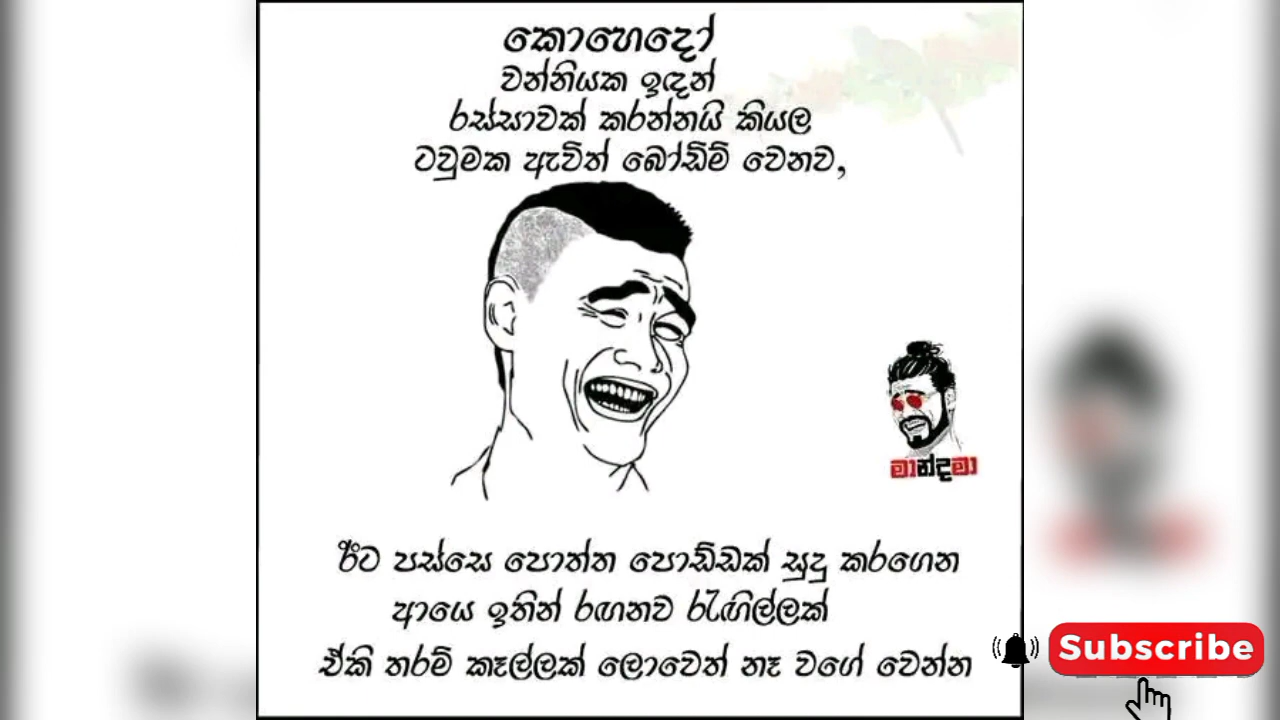 කොහෙදෝ
වන්නියක ඉඳන්
රස්සාවක් කරන්නයි කියල
ටවුමක ඇවිත් බෝඩිම් වෙනව,
මාන්දමා
ඊට පස්සෙ පොත්ත පොඩ්ඩක් සුදු කරගෙන
ආයෙ ඉතින් රඟනව රැඟිල්ලක්
ඒකි තරම් කෑල්ලක් ලොවෙත් නෑ වගේ වෙන්න
Subscribe